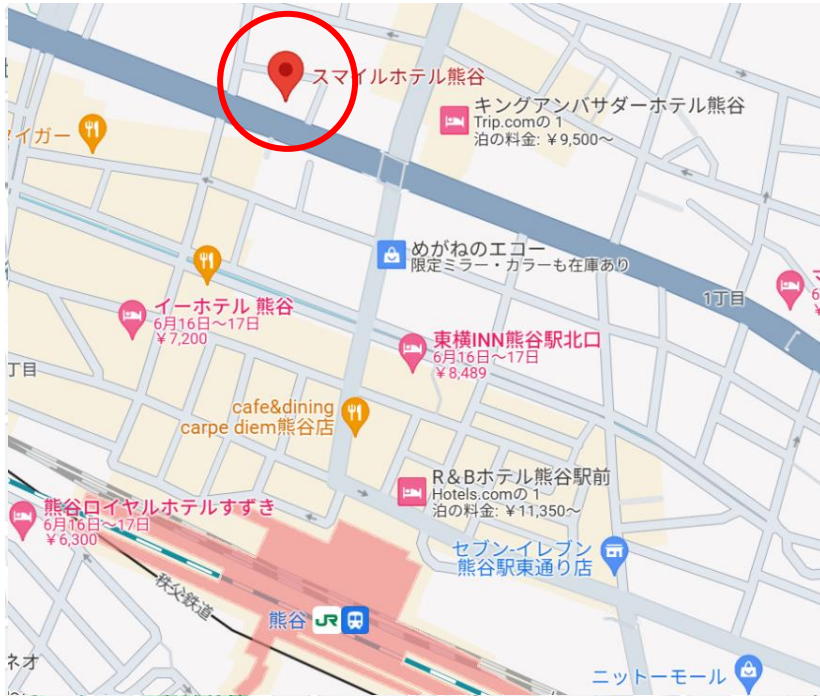 スマイルホテル熊谷
キングアンバサダーホテル熊谷
Trip.comの 1
泊の料金: ￥9,500～
イガー
めがねのエコー
限定ミラー・カラーも在庫あり
1丁目
イーホテル 熊谷
6月16日～17日
￥7,200
東横INN熊谷駅北口
6月16日～17日
￥8,489
丁目
cafe&dining
carpe diem熊谷店
R＆Bホテル熊谷駅前
Hotels.comの 1
泊の料金: ￥11,350～
熊谷ロイヤルホテルすずき
6月16日～17日
￥6,300
セブン-イレブン
熊谷駅東通り店
秩父鉄道
熊谷 JR
ネオ
ニットーモール